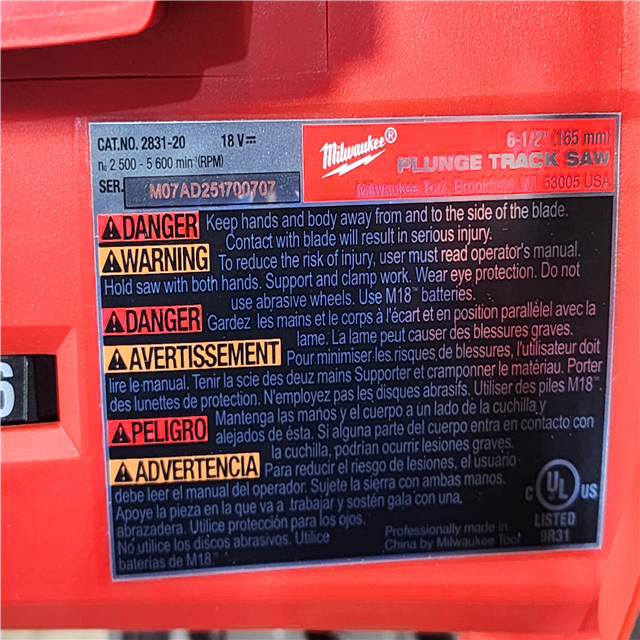 CAT.NO. 2831-20 18 V⎓
n₀ 2 500 - 5 600 min⁻¹(RPM)
SER. M07AD251700707
Milwaukee®
6-1/2" (165 mm)
PLUNGE TRACK SAW
Milwaukee Tool, Brookfield, WI 53005 USA
⚠DANGER Keep hands and body away from and to the side of the blade.
Contact with blade will result in serious injury.
⚠WARNING To reduce the risk of injury, user must read operator's manual.
Hold saw with both hands. Support and clamp work. Wear eye protection. Do not
use abrasive wheels. Use M18™ batteries.
⚠DANGER Gardez les mains et le corps à l'écart et en position parallélel avec la
lame. La lame peut causer des blessures graves.
⚠AVERTISSEMENT Pour minimiser les risques de blessures, l'utilisateur doit
lire le manuel. Tenir la scie des deux mains Supporter et cramponner le matériau. Porter
des lunettes de protection. N'employez pas les disques abrasifs. Utiliser des piles M18™.
⚠PELIGRO Mantenga las manos y el cuerpo a un lado de la cuchilla y
alejados de ésta. Si alguna parte del cuerpo entra en contacto con
la cuchilla, podrían ocurrir lesiones graves.
⚠ADVERTENCIA Para reducir el riesgo de lesiones, el usuario
debe leer el manual del operador. Sujete la sierra con ambas manos.
Apoye la pieza en la que va a trabajar y sostén gala con una
abrazadera. Utilice protección para los ojos.
No utilice los discos abrasivos. Utilice
baterías de M18™
Professionally made in
China by Milwaukee Tool
C UL US
LISTED
9R31
6